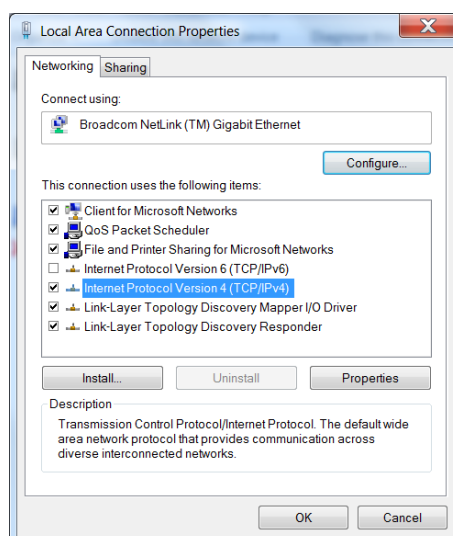 Local Area Connection Properties
Networking
Sharing
Connect using:
Broadcom NetLink (TM) Gigabit Ethernet
Configure...
This connection uses the following items:
Client for Microsoft Networks
QoS Packet Scheduler
File and Printer Sharing for Microsoft Networks
Internet Protocol Version 6 (TCP/IPv6)
Internet Protocol Version 4 (TCP/IPv4)
Link-Layer Topology Discovery Mapper I/O Driver
Link-Layer Topology Discovery Responder
Install...
Uninstall
Properties
Description
Transmission Control Protocol/Internet Protocol. The default wide
area network protocol that provides communication across
diverse interconnected networks.
OK
Cancel